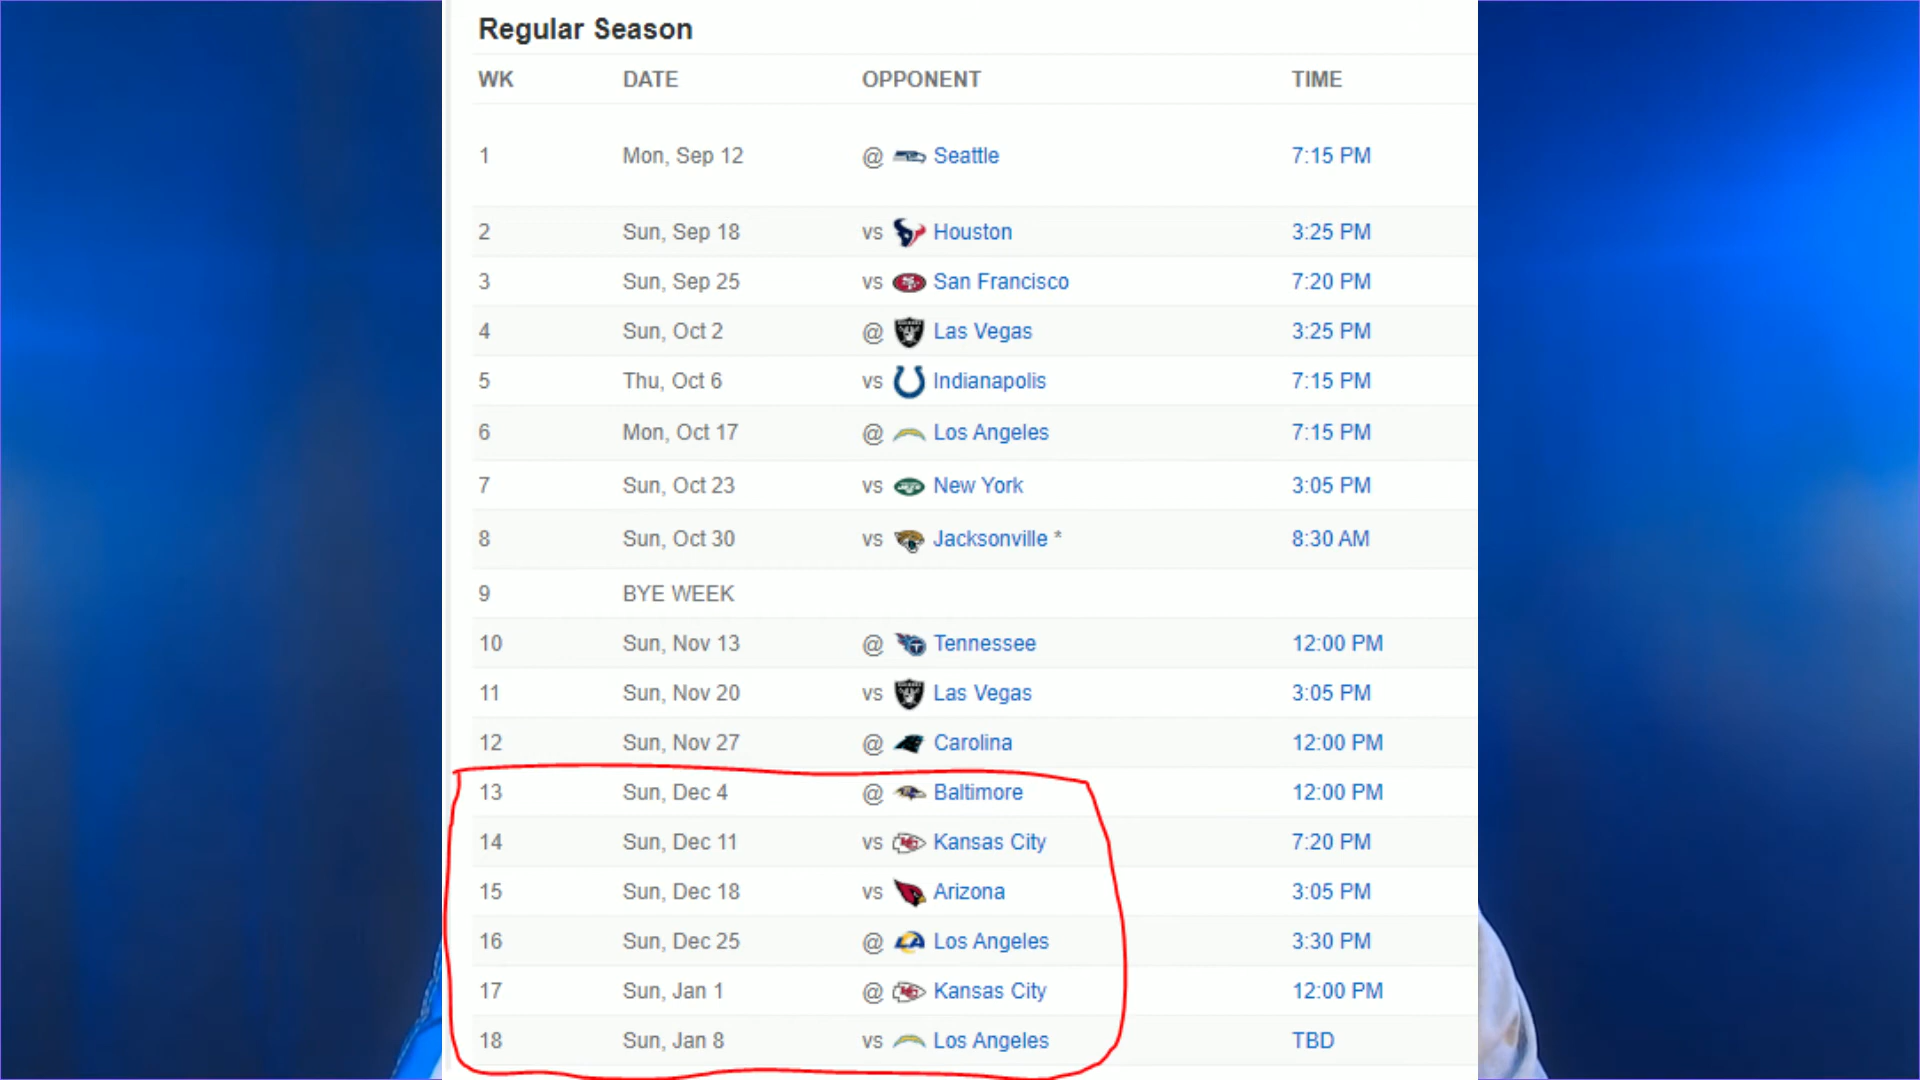 Regular Season
WK DATE OPPONENT TIME
1 Mon, Sep 12 @ Seattle 7:15 PM
2 Sun, Sep 18 vs Houston 3:25 PM
3 Sun, Sep 25 vs San Francisco 7:20 PM
4 Sun, Oct 2 @ Las Vegas 3:25 PM
5 Thu, Oct 6 vs Indianapolis 7:15 PM
6 Mon, Oct 17 @ Los Angeles 7:15 PM
7 Sun, Oct 23 vs New York 3:05 PM
8 Sun, Oct 30 vs Jacksonville * 8:30 AM
9 BYE WEEK
10 Sun, Nov 13 @ Tennessee 12:00 PM
11 Sun, Nov 20 vs Las Vegas 3:05 PM
12 Sun, Nov 27 @ Carolina 12:00 PM
13 Sun, Dec 4 @ Baltimore 12:00 PM
14 Sun, Dec 11 vs Kansas City 7:20 PM
15 Sun, Dec 18 vs Arizona 3:05 PM
16 Sun, Dec 25 @ Los Angeles 3:30 PM
17 Sun, Jan 1 @ Kansas City 12:00 PM
18 Sun, Jan 8 vs Los Angeles TBD